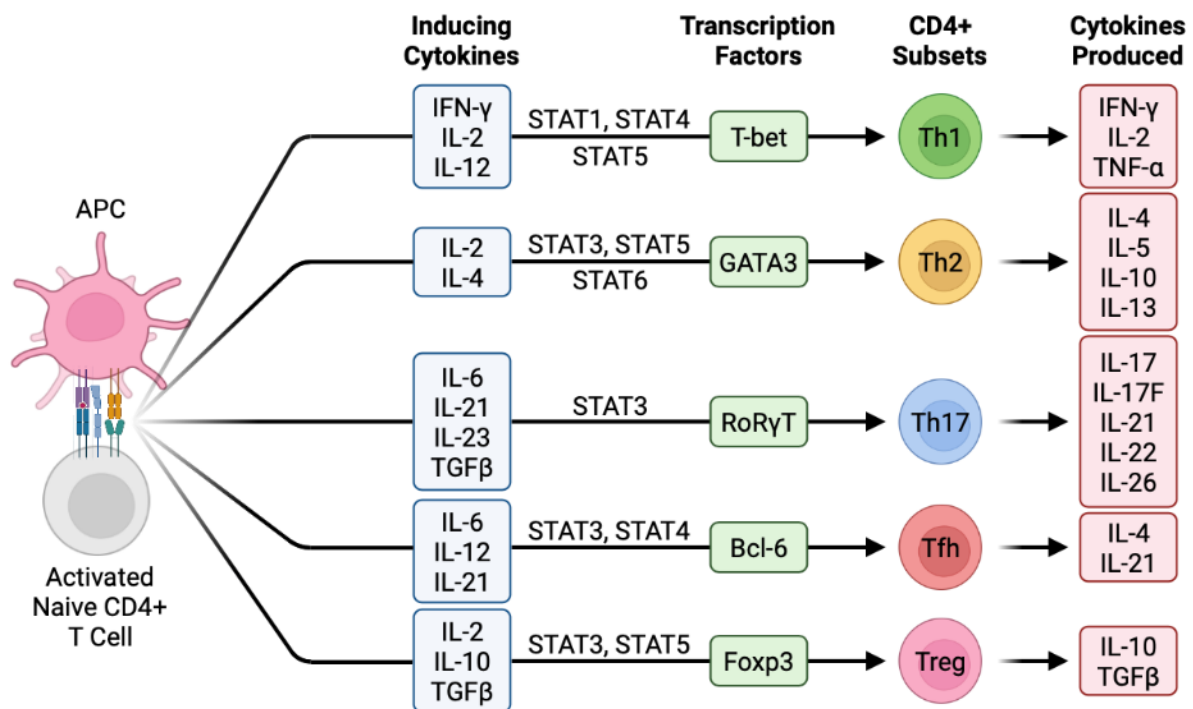 Inducing
Cytokines
Transcription
Factors
CD4+
Subsets
Cytokines
Produced
APC
Activated
Naive CD4+
T Cell
IFN-γ
IL-2
IL-12
STAT1, STAT4
STAT5
T-bet
Th1
IFN-γ
IL-2
TNF-α
IL-2
IL-4
STAT3, STAT5
STAT6
GATA3
Th2
IL-4
IL-5
IL-10
IL-13
IL-6
IL-21
IL-23
TGFβ
STAT3
RoRγT
Th17
IL-17
IL-17F
IL-21
IL-22
IL-26
IL-6
IL-12
IL-21
STAT3, STAT4
Bcl-6
Tfh
IL-4
IL-21
IL-2
IL-10
TGFβ
STAT3, STAT5
Foxp3
Treg
IL-10
TGFβ